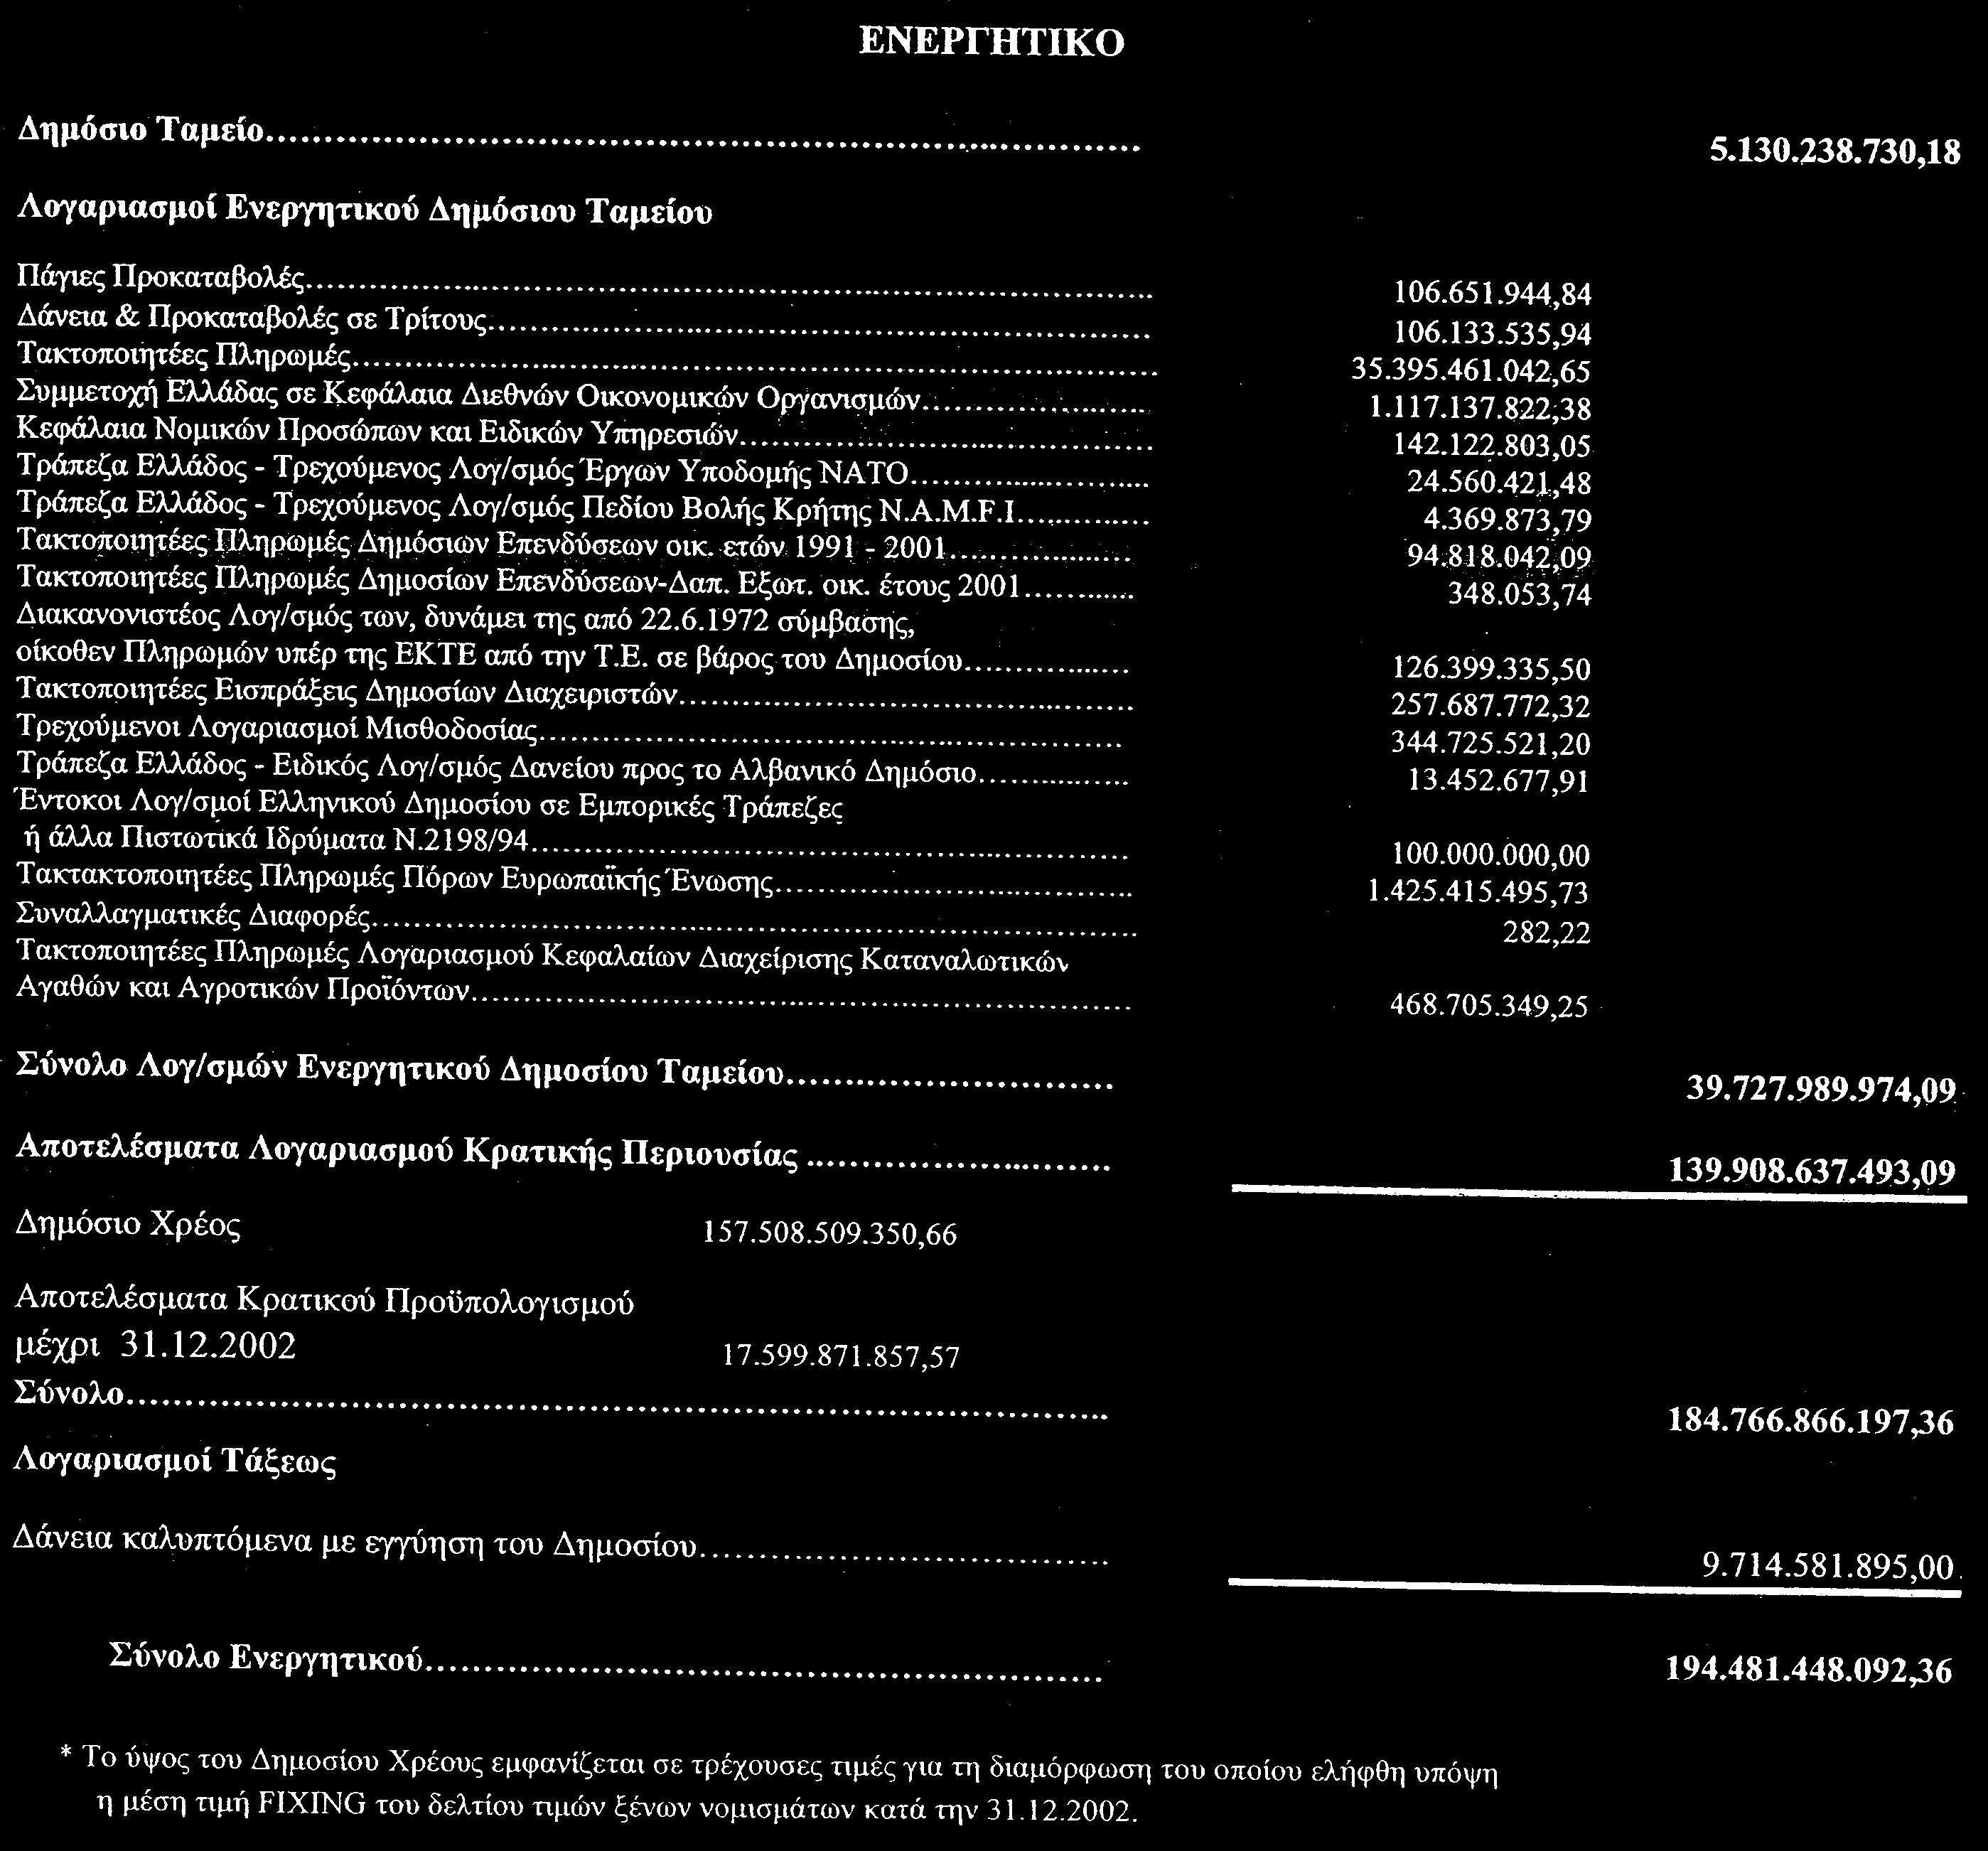 ΕΝΕΡΓΗΤΙΚΟ
Δημόσιο Ταμείο.......... 5.130.238.730,18
Λογαριασμοί Ενεργητικού Δημόσιου Ταμείου
Πάγιες Προκαταβολές.......... 106.651.944,84
Δάνεια & Προκαταβολές σε Τρίτους.......... 106.133.535,94
Τακτοποιητέες Πληρωμές.......... 35.395.461.042,65
Συμμετοχή Ελλάδας σε Κεφάλαια Διεθνών Οικονομικών Οργανισμών.......... 1.117.137.822,38
Κεφάλαια Νομικών Προσώπων και Ειδικών Υπηρεσιών.......... 142.122.803,05
Τράπεζα Ελλάδος - Τρεχούμενος Λογ/σμός Έργων Υποδομής ΝΑΤΟ.......... 24.560.421,48
Τράπεζα Ελλάδος - Τρεχούμενος Λογ/σμός Πεδίου Βολής Κρήτης N.A.M.F.I.......... 4.369.873,79
Τακτοποιητέες Πληρωμές Δημόσιων Επενδύσεων οικ. ετών 1991 - 2001.......... 94.818.042,09
Τακτοποιητέες Πληρωμές Δημοσίων Επενδύσεων-Δαπ. Εξωτ. οικ. έτους 2001.......... 348.053,74
Διακανονιστέος Λογ/σμός των, δυνάμει της από 22.6.1972 σύμβασης,
οίκοθεν Πληρωμών υπέρ της ΕΚΤΕ από την Τ.Ε. σε βάρος του Δημοσίου.......... 126.399.335,50
Τακτοποιητέες Εισπράξεις Δημοσίων Διαχειριστών.......... 257.687.772,32
Τρεχούμενοι Λογαριασμοί Μισθοδοσίας.......... 344.725.521,20
Τράπεζα Ελλάδος - Ειδικός Λογ/σμός Δανείου προς το Αλβανικό Δημόσιο.......... 13.452.677,91
Έντοκοι Λογ/σμοί Ελληνικού Δημοσίου σε Εμπορικές Τράπεζες
ή άλλα Πιστωτικά Ιδρύματα Ν.2198/94.......... 100.000.000,00
Τακτακτοποιητέες Πληρωμές Πόρων Ευρωπαϊκής Ένωσης.......... 1.425.415.495,73
Συναλλαγματικές Διαφορές.......... 282,22
Τακτοποιητέες Πληρωμές Λογαριασμού Κεφαλαίων Διαχείρισης Καταναλωτικών
Αγαθών και Αγροτικών Προϊόντων.......... 468.705.349,25
Σύνολο Λογ/σμών Ενεργητικού Δημοσίου Ταμείου.......... 39.727.989.974,09
Αποτελέσματα Λογαριασμού Κρατικής Περιουσίας .......... 139.908.637.493,09
Δημόσιο Χρέος 157.508.509.350,66
Αποτελέσματα Κρατικού Προϋπολογισμού
μέχρι 31.12.2002 17.599.871.857,57
Σύνολο.......... 184.766.866.197,36
Λογαριασμοί Τάξεως
Δάνεια καλυπτόμενα με εγγύηση του Δημοσίου.......... 9.714.581.895,00
Σύνολο Ενεργητικού.......... 194.481.448.092,36
* Το ύψος του Δημοσίου Χρέους εμφανίζεται σε τρέχουσες τιμές για τη διαμόρφωση του οποίου ελήφθη υπόψη
η μέση τιμή FIXING του δελτίου τιμών ξένων νομισμάτων κατά την 31.12.2002.